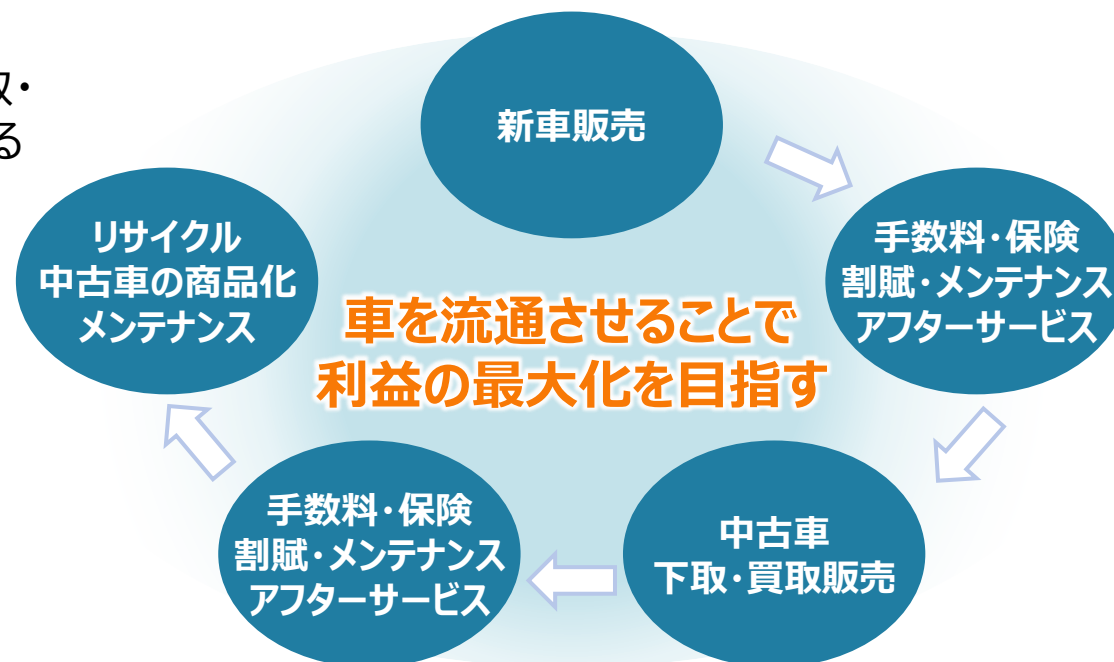 取・
る
新車販売
手数料・保険
割賦・メンテナンス
アフターサービス
中古車
下取・買取販売
手数料・保険
割賦・メンテナンス
アフターサービス
リサイクル
中古車の商品化
メンテナンス
車を流通させることで
利益の最大化を目指す